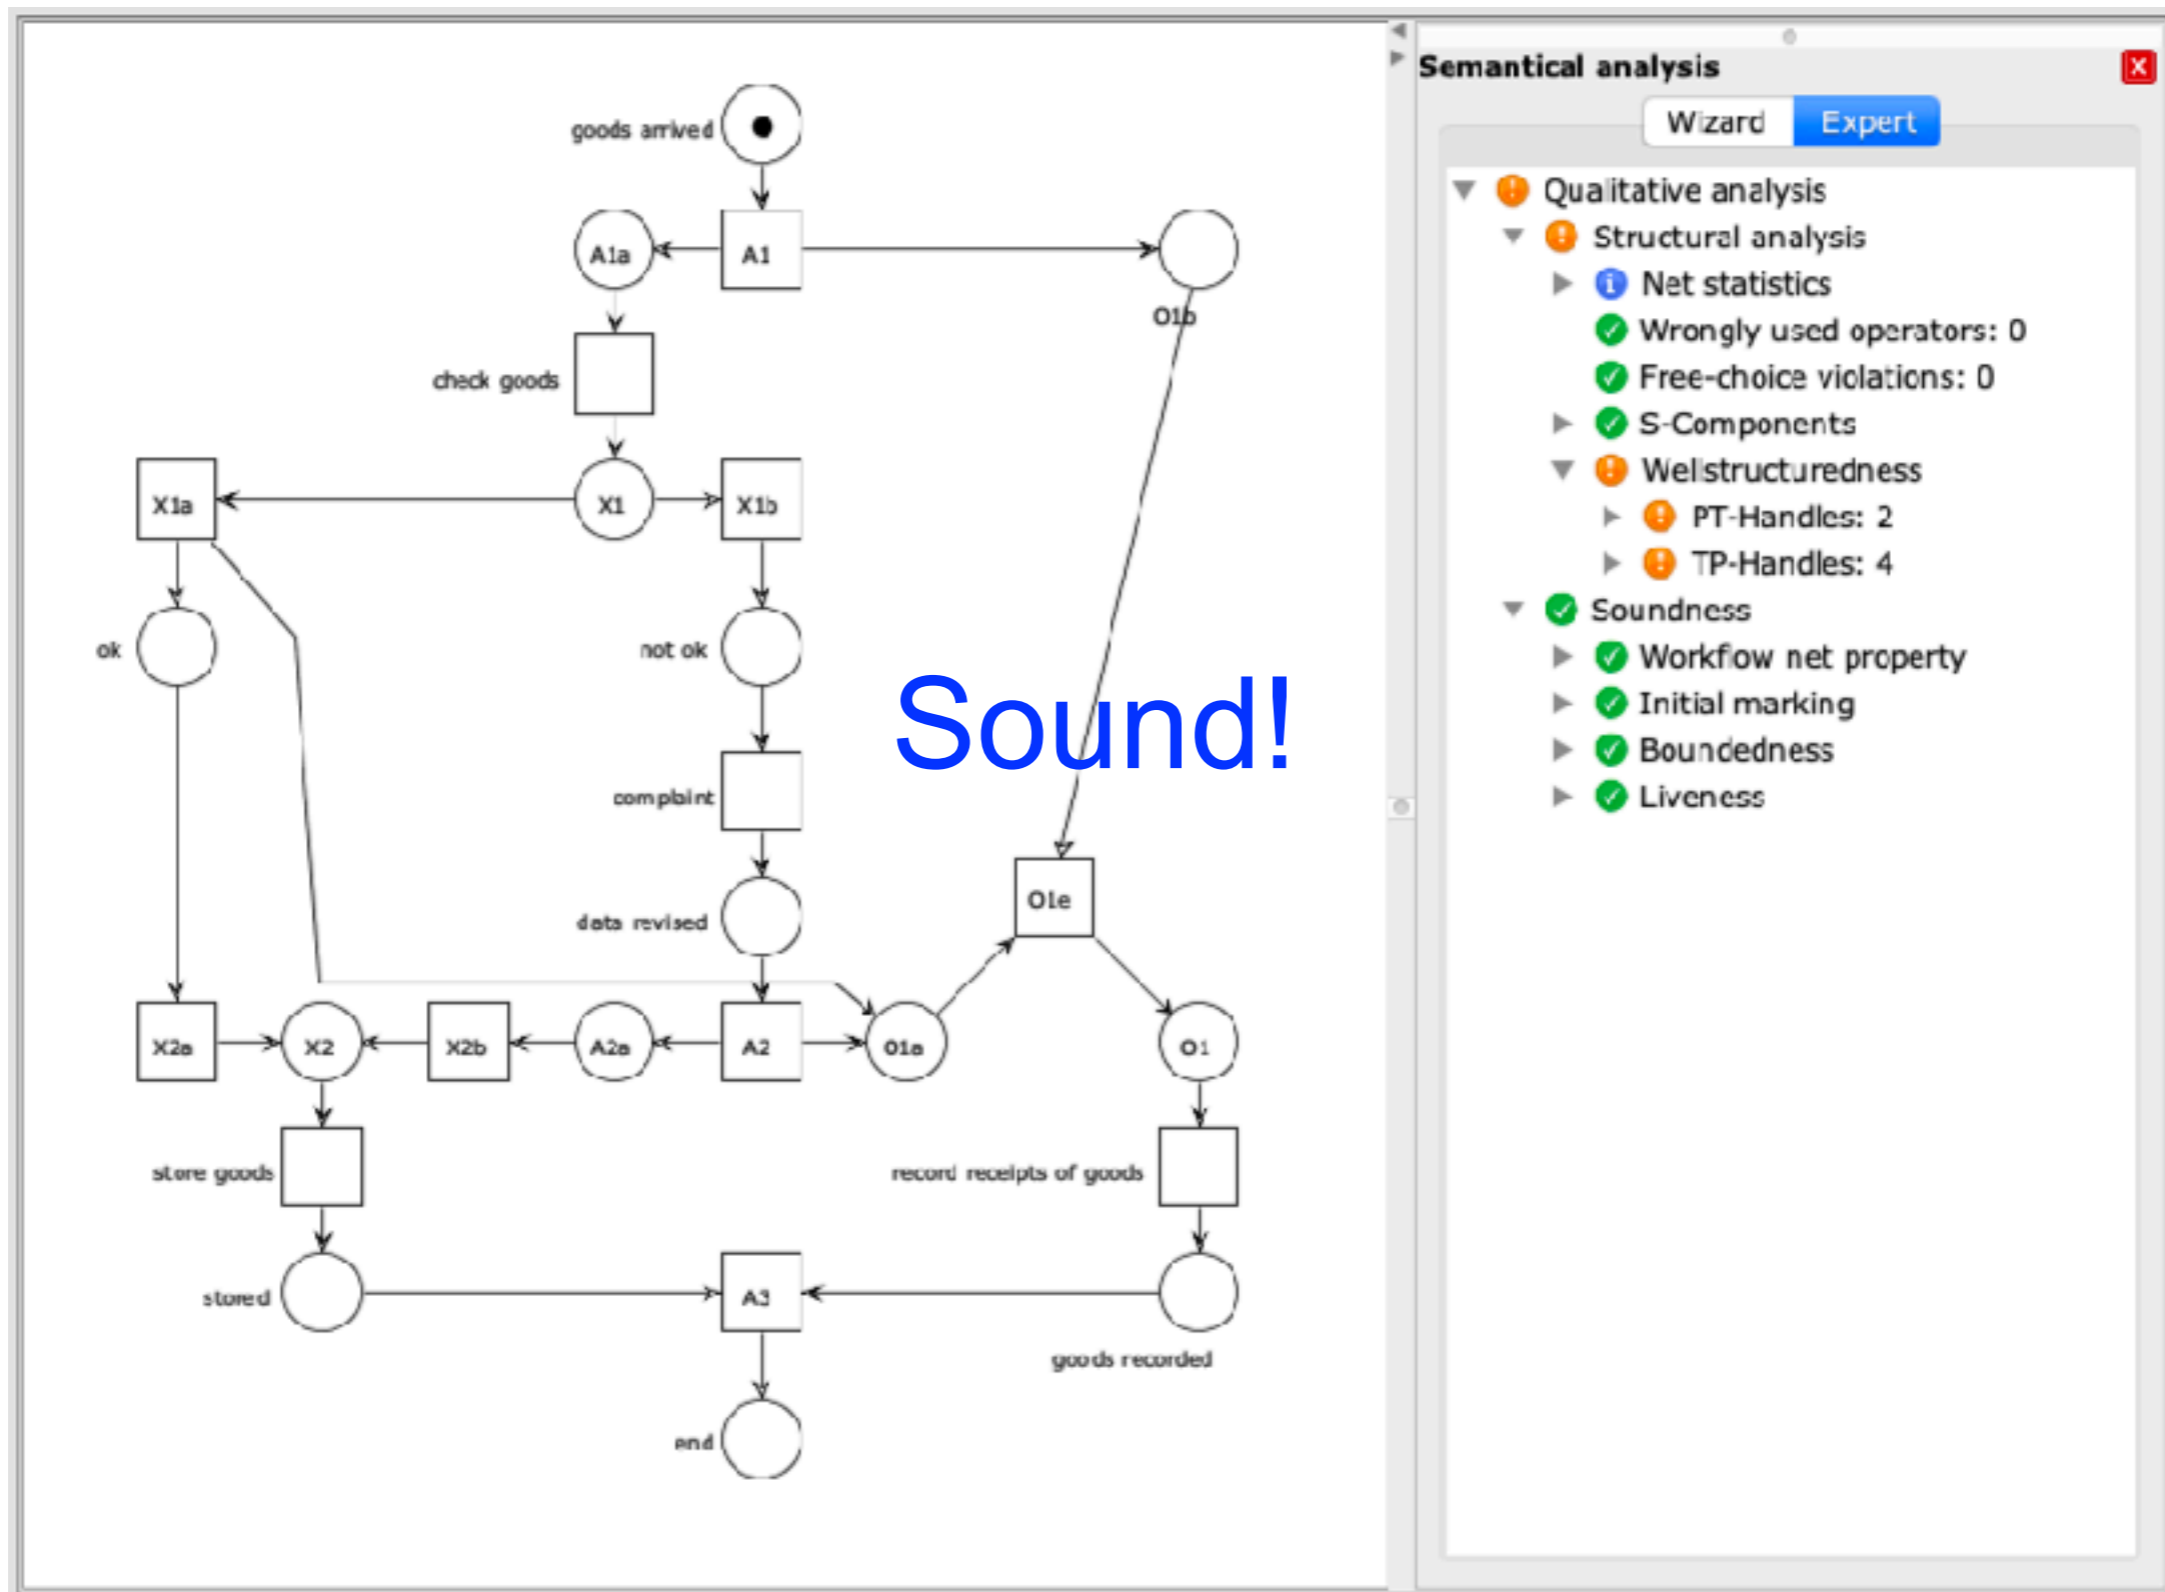 Semantical analysis
Wizard Expert
Qualitative analysis
Structural analysis
Net statistics
Wrongly used operators: 0
Free-choice violations: 0
S-Components
Wellstructuredness
PT-Handles: 2
TP-Handles: 4
Soundness
Workflow net property
Initial marking
Boundedness
Liveness
goods arrived
A1a A1
O1b
check goods
X1a X1 X1b
ok not ok
Sound!
complaint
O1e
data revised
X2a X2 X2b A2a A2 O1a O1
store goods record receipts of goods
stored A3
goods recorded
end